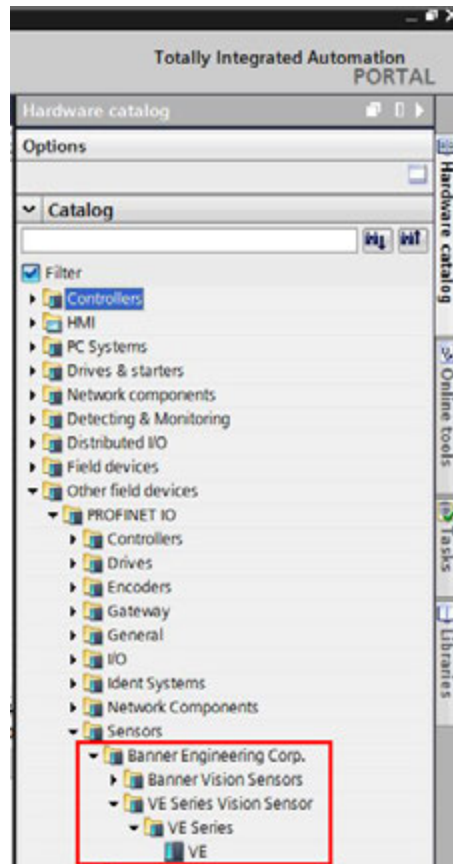 Totally Integrated Automation
PORTAL
Hardware catalog
Options
Catalog
Filter
Controllers
HMI
PC Systems
Drives & starters
Network components
Detecting & Monitoring
Distributed I/O
Field devices
Other field devices
PROFINET IO
Controllers
Drives
Encoders
Gateway
General
I/O
Ident Systems
Network Components
Sensors
Banner Engineering Corp.
Banner Vision Sensors
VE Series Vision Sensor
VE Series
VE
Hardware catalog
Online tools
Tasks
Libraries